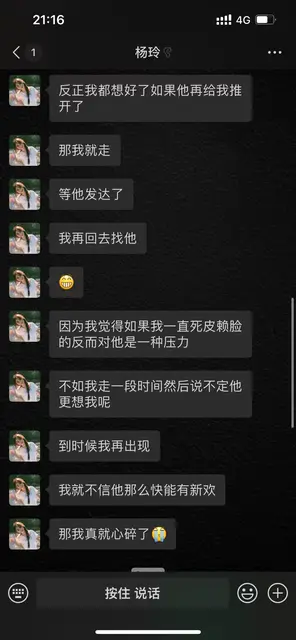 21:16
4G
1
杨玲
反正我都想好了如果他再给我推
开了
那我就走
等他发达了
我再回去找他
因为我觉得如果我一直死皮赖脸
的反而对他是一种压力
不如我走一段时间然后说不定他
更想我呢
到时候我再出现
我就不信他那么快能有新欢
那我真就心碎了
按住 说话